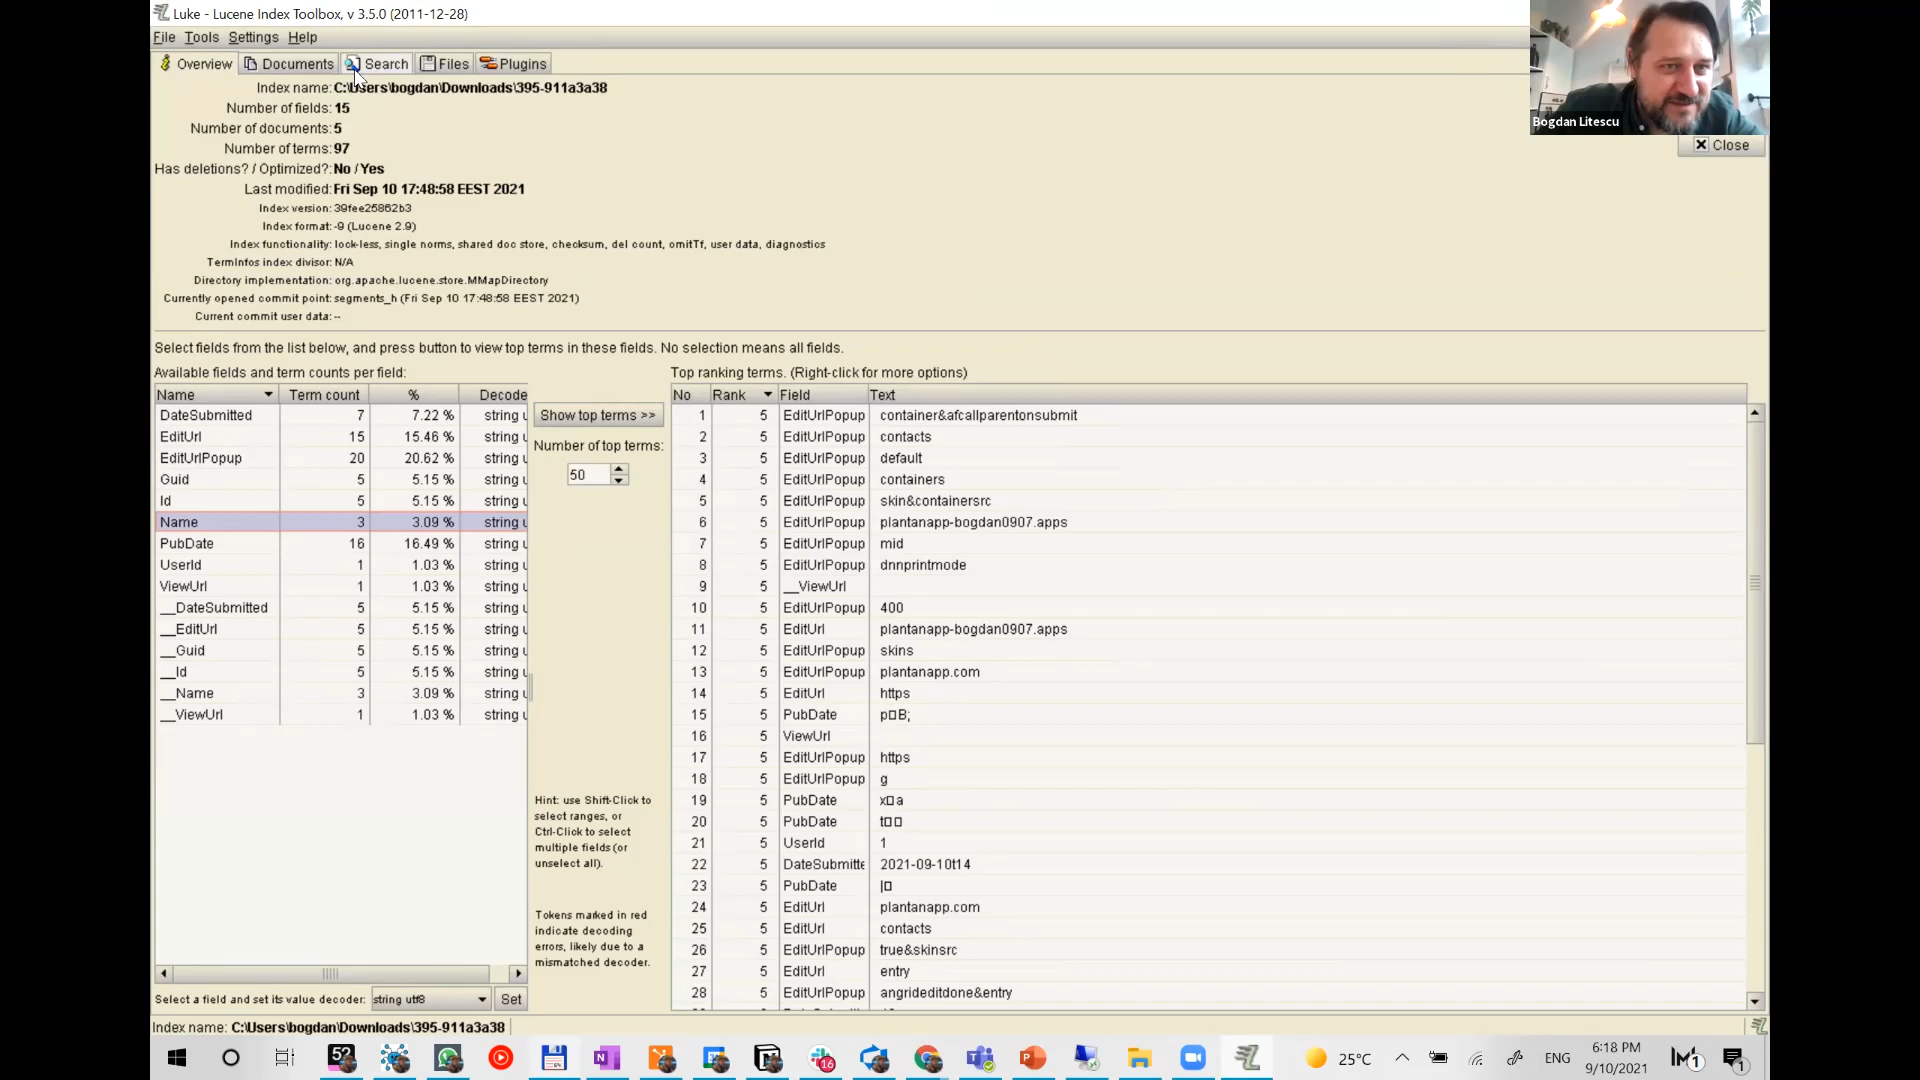 Luke - Lucene Index Toolbox, v 3.5.0 (2011-12-28)
File Tools Settings Help
Overview Documents Search Files Plugins
Bogdan Litescu
Close
Index name: C:\Users\bogdan\Downloads\395-911a3a38
Number of fields: 15
Number of documents: 5
Number of terms: 97
Has deletions? / Optimized?: No / Yes
Last modified: Fri Sep 10 17:48:58 EEST 2021
Index version: 39fee25862b3
Index format: -9 (Lucene 2.9)
Index functionality: lock-less, single norms, shared doc store, checksum, del count, omitTf, user data, diagnostics
TermInfos index divisor: N/A
Directory implementation: org.apache.lucene.store.MMapDirectory
Currently opened commit point: segments_h (Fri Sep 10 17:48:58 EEST 2021)
Current commit user data: --
Select fields from the list below, and press button to view top terms in these fields. No selection means all fields.
Available fields and term counts per field:
Name Term count % Decode
DateSubmitted 7 7.22 % string u
EditUrl 15 15.46 % string u
EditUrlPopup 20 20.62 % string u
Guid 5 5.15 % string u
Id 5 5.15 % string u
Name 3 3.09 % string u
PubDate 16 16.49 % string u
UserId 1 1.03 % string u
ViewUrl 1 1.03 % string u
__DateSubmitted 5 5.15 % string u
__EditUrl 5 5.15 % string u
__Guid 5 5.15 % string u
__Id 5 5.15 % string u
__Name 3 3.09 % string u
__ViewUrl 1 1.03 % string u
Show top terms >>
Number of top terms:
50
Hint: use Shift-Click to
select ranges, or
Ctrl-Click to select
multiple fields (or
unselect all).
Tokens marked in red
indicate decoding
errors, likely due to a
mismatched decoder.
Select a field and set its value decoder: string utf8 Set
Top ranking terms. (Right-click for more options)
No Rank Field Text
1 5 EditUrlPopup container&afcallparentonsubmit
2 5 EditUrlPopup contacts
3 5 EditUrlPopup default
4 5 EditUrlPopup containers
5 5 EditUrlPopup skin&containersrc
6 5 EditUrlPopup plantanapp-bogdan0907.apps
7 5 EditUrlPopup mid
8 5 EditUrlPopup dnnprintmode
9 5 __ViewUrl
10 5 EditUrlPopup 400
11 5 EditUrl plantanapp-bogdan0907.apps
12 5 EditUrlPopup skins
13 5 EditUrlPopup plantanapp.com
14 5 EditUrl https
15 5 PubDate p□B;
16 5 ViewUrl
17 5 EditUrlPopup https
18 5 EditUrlPopup g
19 5 PubDate x□a
20 5 PubDate t□□
21 5 UserId 1
22 5 DateSubmitte 2021-09-10t14
23 5 PubDate |□
24 5 EditUrl plantanapp.com
25 5 EditUrl contacts
26 5 EditUrlPopup true&skinsrc
27 5 EditUrl entry
28 5 EditUrlPopup angrideditdone&entry
Index name: C:\Users\bogdan\Downloads\395-911a3a38
25°C ENG 6:18 PM
9/10/2021